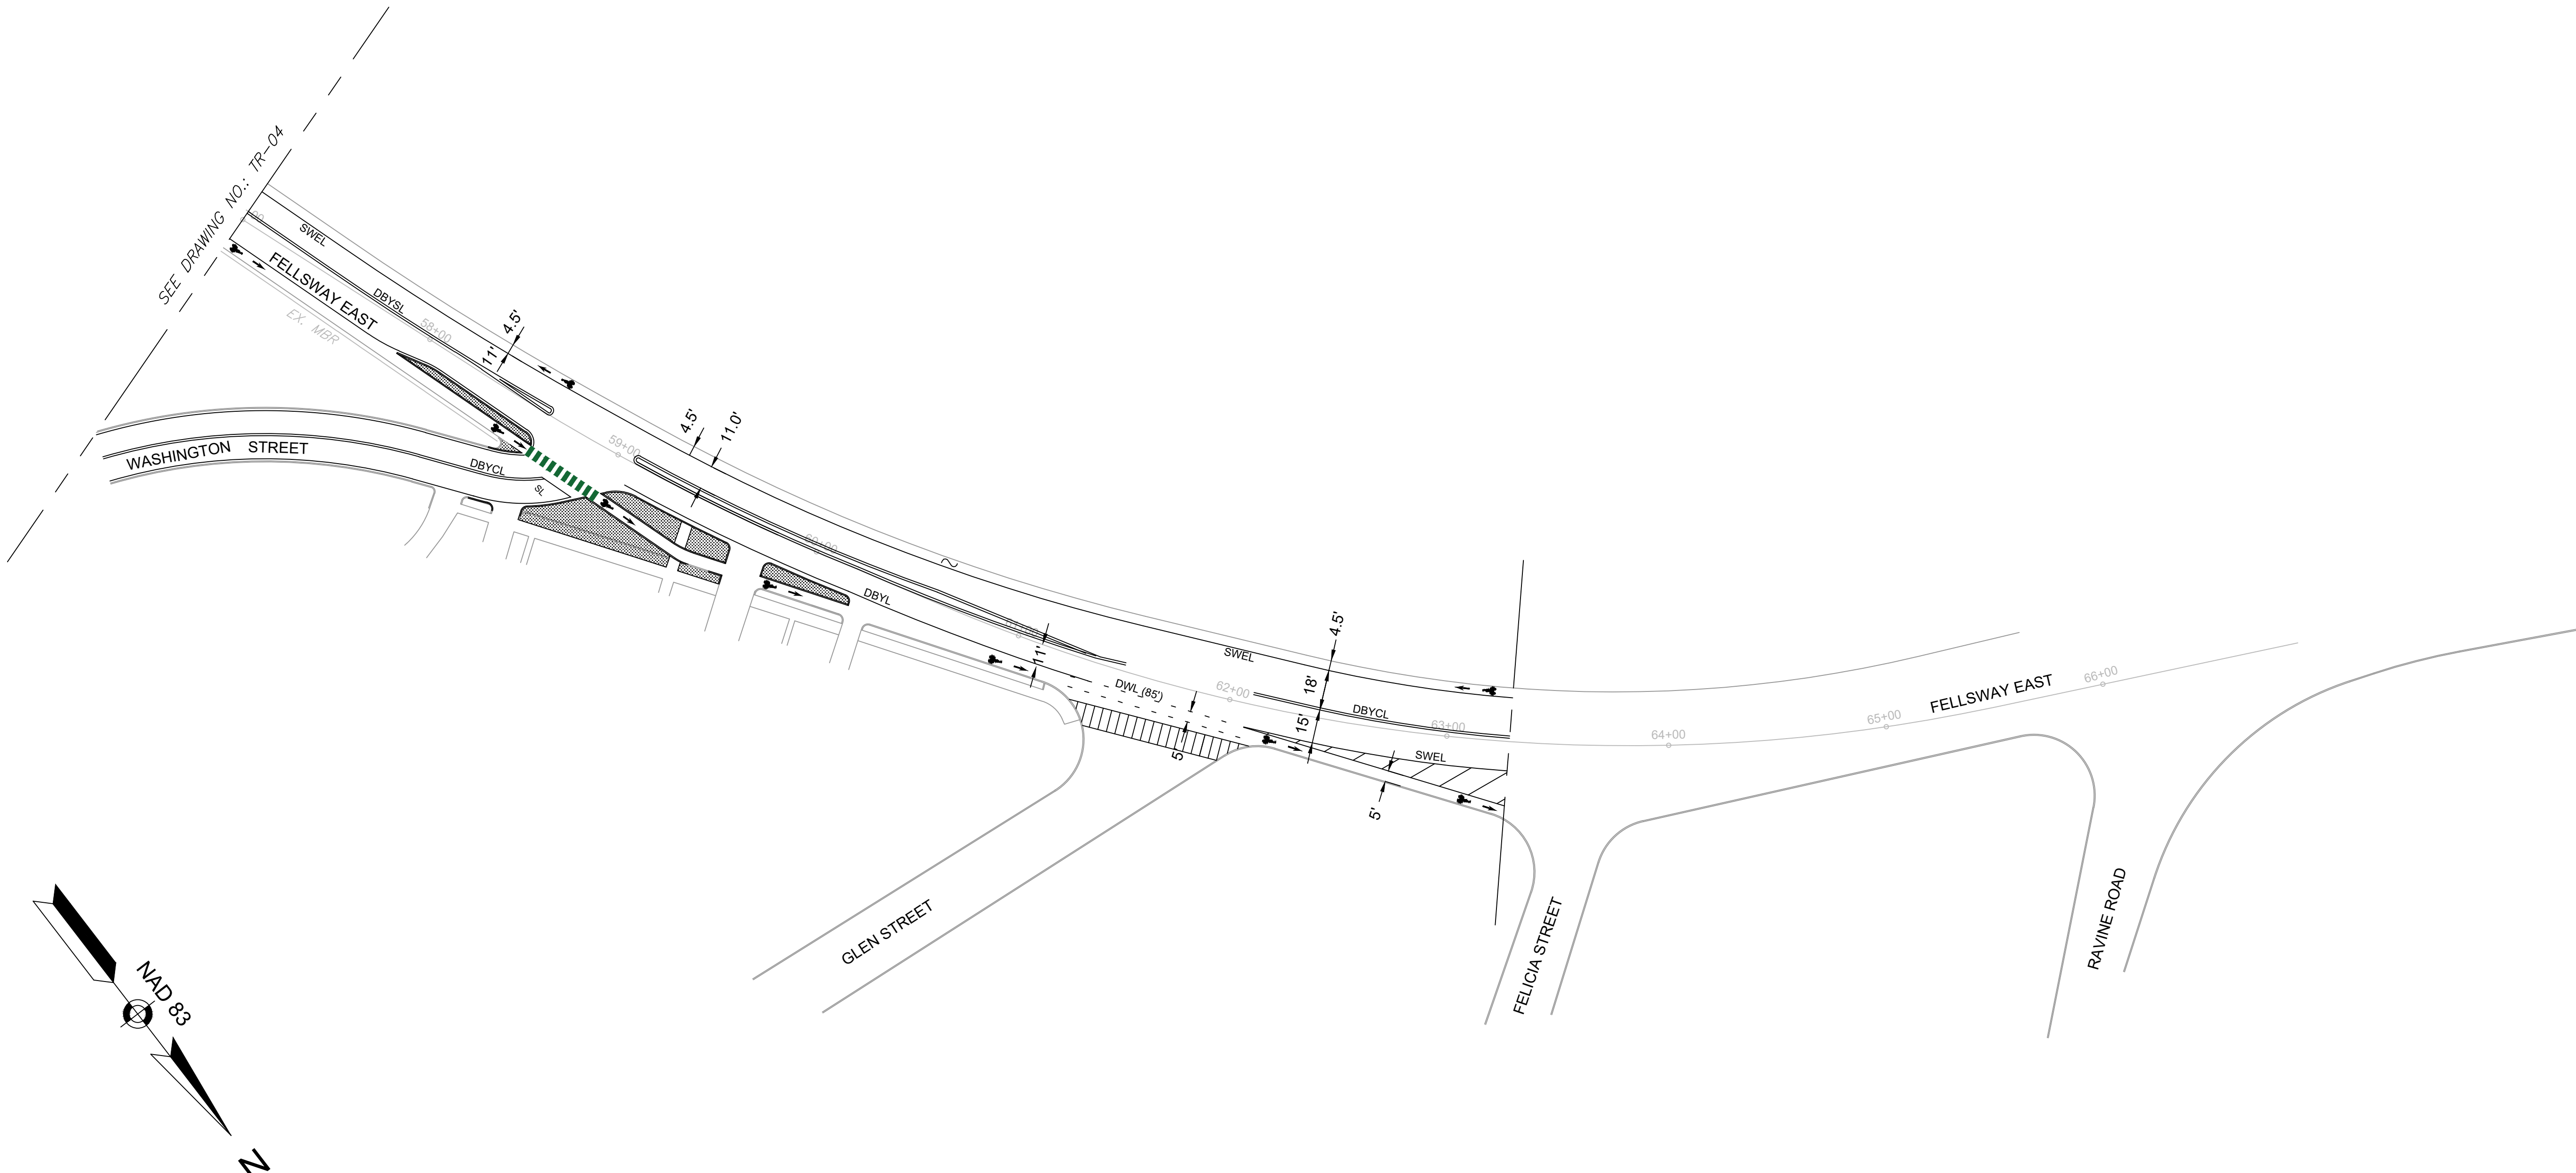 SEE DRAWING NO.: TR-04
00
SWEL
FELLSWAY EAST
DBYSL
EX. MBR
58+00
11'
4.5'
WASHINGTON STREET
DBYCL
SL
59+00
4.5'
11.0'
60+00
DBYL
11'
DWL (85')
5'
SWEL
62+00
4.5'
18'
15'
DBYCL
63+00
SWEL
5'
64+00
65+00
FELLSWAY EAST
66+00
GLEN STREET
FELICIA STREET
RAVINE ROAD
NAD 83
N